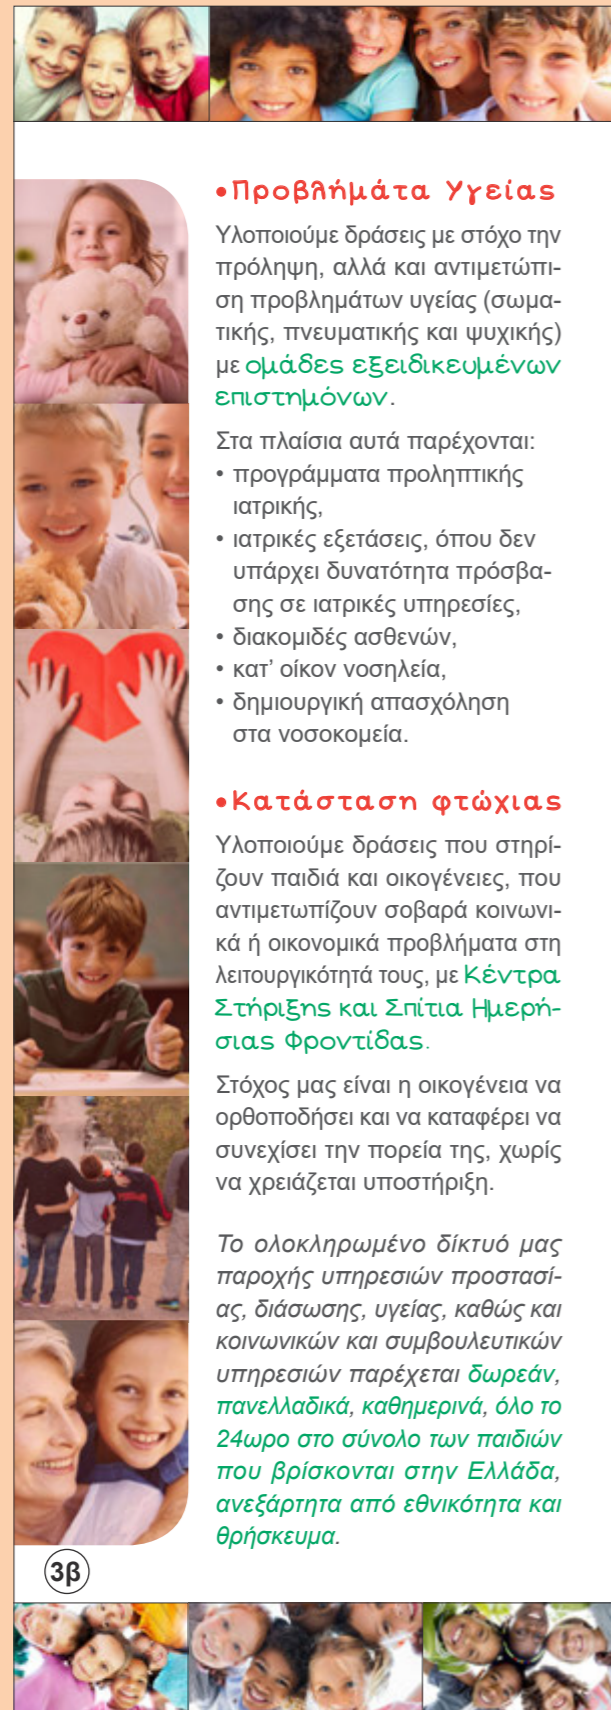 •Προβλήμάτα Υγείας
Υλοποιούμε δράσεις με στόχο την
πρόληψη, αλλά και αντιμετώπι-
ση προβλημάτων υγείας (σωμα-
τικής, πνευματικής και ψυχικής)
με ομάδες εξειδικευμένων
επιστημόνων.
Στα πλαίσια αυτά παρέχονται:
• προγράμματα προληπτικής
ιατρικής,
• ιατρικές εξετάσεις, όπου δεν
υπάρχει δυνατότητα πρόσβα-
σης σε ιατρικές υπηρεσίες,
• διακομιδές ασθενών,
• κατ’ οίκον νοσηλεία,
• δημιουργική απασχόληση
στα νοσοκομεία.
•Κατάσταση φτώχιας
Υλοποιούμε δράσεις που στηρί-
ζουν παιδιά και οικογένειες, που
αντιμετωπίζουν σοβαρά κοινωνι-
κά ή οικονομικά προβλήματα στη
λειτουργικότητά τους, με Κέντρα
Στήριξης και Σπίτια Ημερή-
σιας Φροντίδας.
Στόχος μας είναι η οικογένεια να
ορθοποδήσει και να καταφέρει να
συνεχίσει την πορεία της, χωρίς
να χρειάζεται υποστήριξη.
Το ολοκληρωμένο δίκτυό μας
παροχής υπηρεσιών προστασί-
ας, διάσωσης, υγείας, καθώς και
κοινωνικών και συμβουλευτικών
υπηρεσιών παρέχεται δωρεάν,
πανελλαδικά, καθημερινά, όλο το
24ωρο στο σύνολο των παιδιών
που βρίσκονται στην Ελλάδα,
ανεξάρτητα από εθνικότητα και
θρήσκευμα.
3β